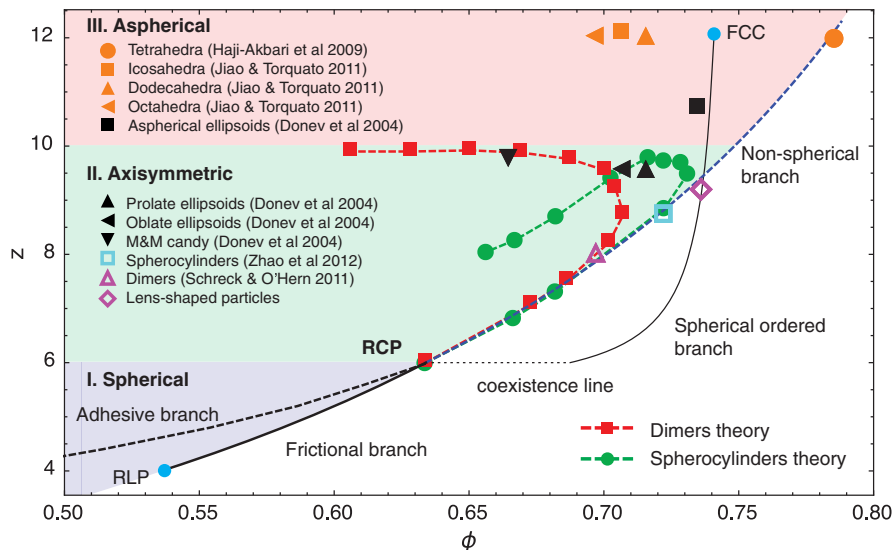 III. Aspherical
Tetrahedra (Haji-Akbari et al 2009)
Icosahedra (Jiao & Torquato 2011)
Dodecahedra (Jiao & Torquato 2011)
Octahedra (Jiao & Torquato 2011)
Aspherical ellipsoids (Donev et al 2004)
FCC
II. Axisymmetric
Prolate ellipsoids (Donev et al 2004)
Oblate ellipsoids (Donev et al 2004)
M&M candy (Donev et al 2004)
Spherocylinders (Zhao et al 2012)
Dimers (Schreck & O'Hern 2011)
Lens-shaped particles
Non-spherical
branch
Spherical ordered
branch
RCP
coexistence line
I. Spherical
Adhesive branch
Frictional branch
RLP
Dimers theory
Spherocylinders theory
12
10
8
6
4
z
0.50 0.55 0.60 0.65 0.70 0.75 0.80
ϕ